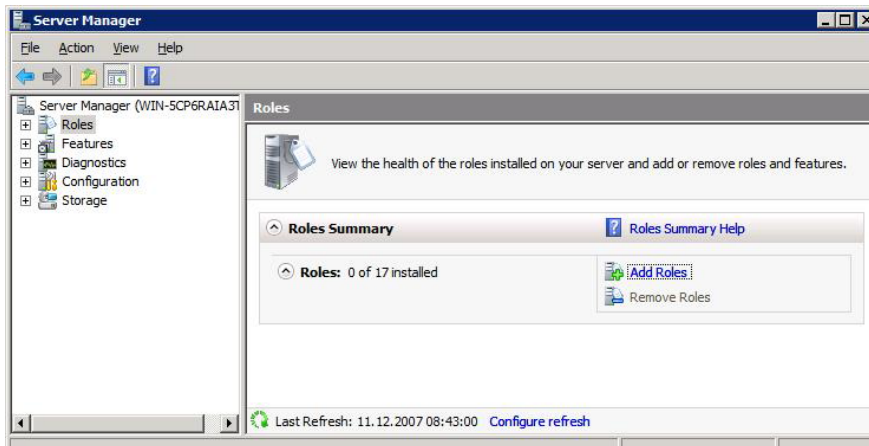 Server Manager
File Action View Help
Server Manager (WIN-5CP6RAIA3T
Roles
Features
Diagnostics
Configuration
Storage
Roles
View the health of the roles installed on your server and add or remove roles and features.
Roles Summary
Roles Summary Help
Roles: 0 of 17 installed
Add Roles
Remove Roles
Last Refresh: 11.12.2007 08:43:00 Configure refresh